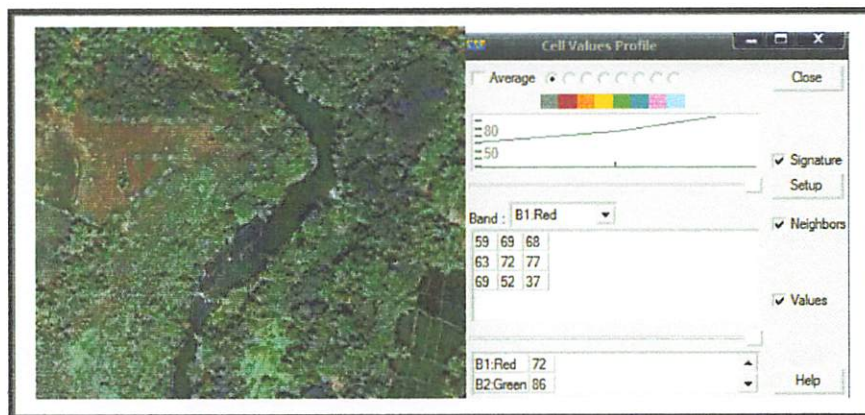 Cell Values Profile
Average
Close
80
50
Signature
Setup
Band : B1:Red
Neighbors
59 69 68
63 72 77
69 52 37
Values
B1:Red 72
B2:Green 86
Help